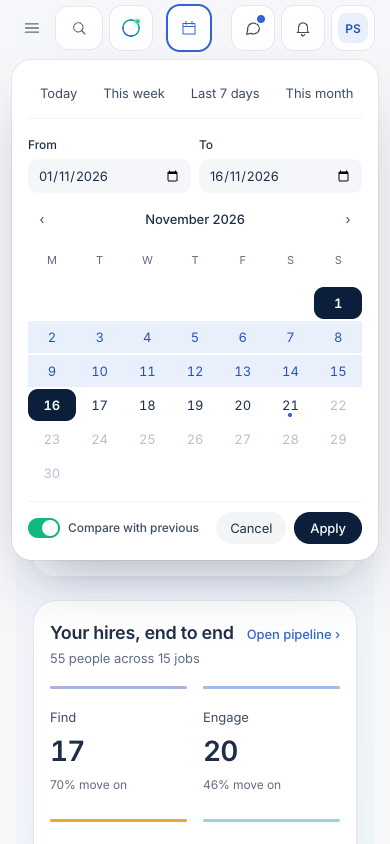 PS
Today This week Last 7 days This month
From To
01/11/2026 16/11/2026
‹ November 2026 ›
M T W T F S S
1
2 3 4 5 6 7 8
9 10 11 12 13 14 15
16 17 18 19 20 21 22
23 24 25 26 27 28 29
30
Compare with previous Cancel Apply
Your hires, end to end Open pipeline ›
55 people across 15 jobs
Find Engage
17 20
70% move on 46% move on